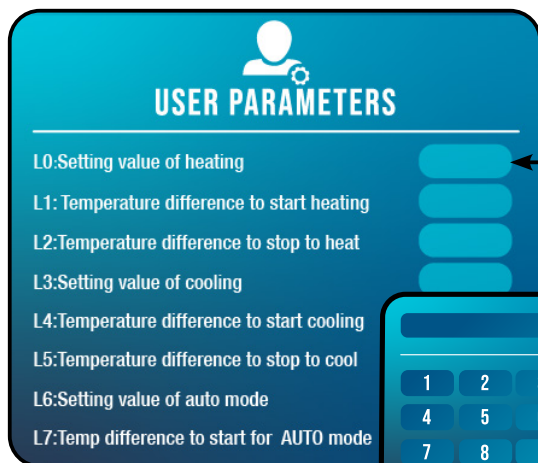 USER PARAMETERS
L0:Setting value of heating
L1: Temperature difference to start heating
L2:Temperature difference to stop to heat
L3:Setting value of cooling
L4:Temperature difference to start cooling
L5:Temperature difference to stop to cool
L6:Setting value of auto mode
L7:Temp difference to start for AUTO mode
1 2
4 5
7 8